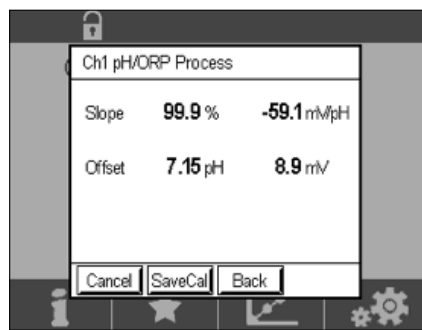 Ch1 pH/ORP Process
Slope 99.9 % -59.1 mV/pH
Offset 7.15 pH 8.9 mV
Cancel SaveCal Back